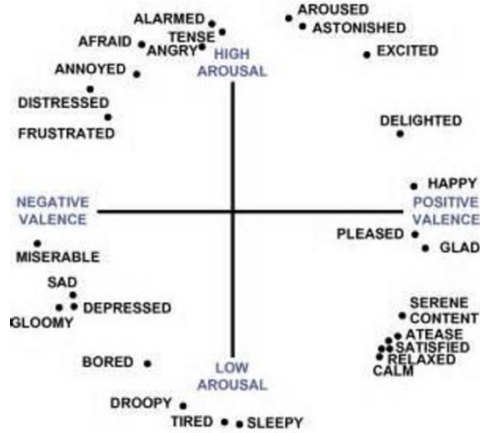 AROUSED
ALARMED
ASTONISHED
TENSE
AFRAID
ANGRY
EXCITED
HIGH
AROUSAL
ANNOYED
DISTRESSED
DELIGHTED
FRUSTRATED
HAPPY
NEGATIVE
VALENCE
POSITIVE
VALENCE
PLEASED
GLAD
MISERABLE
SAD
DEPRESSED
GLOOMY
SERENE
CONTENT
ATEASE
SATISFIED
RELAXED
CALM
BORED
LOW
AROUSAL
DROOPY
TIRED
SLEEPY